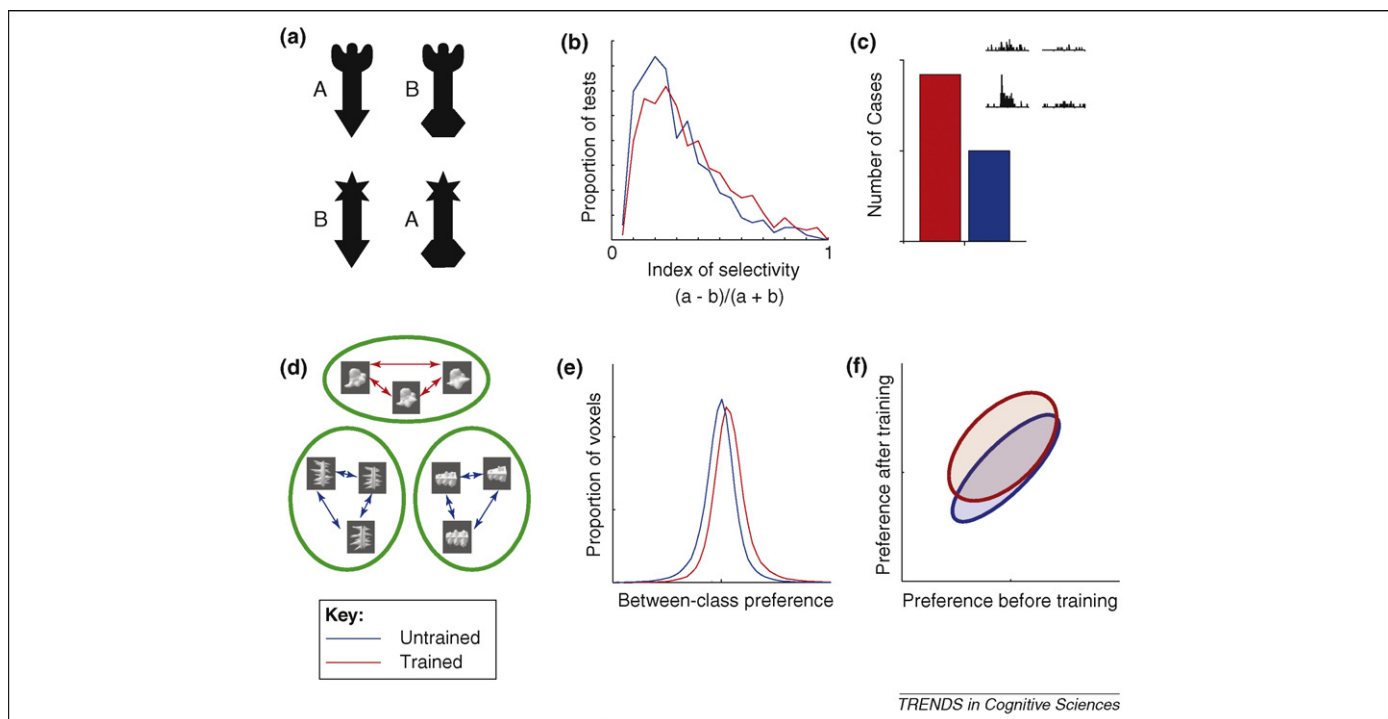 (a)
A
B
B
A
(b)
Proportion of tests
0
1
Index of selectivity
(a - b)/(a + b)
(c)
Number of Cases
(d)
(e)
Proportion of voxels
Between-class preference
(f)
Preference after training
Preference before training
Key:
Untrained
Trained
TRENDS in Cognitive Sciences